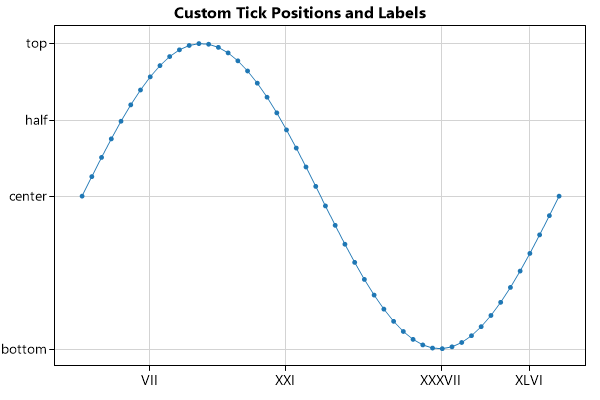 Custom Tick Positions and Labels
top
half
center
bottom
VII XXI XXXVII XLVI